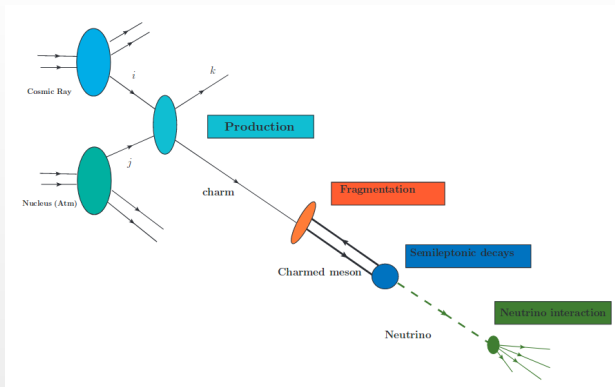 k
i
Cosmic Ray
Production
j
charm
Fragmentation
Nucleus (Atm)
Semileptonic decays
Charmed meson
Neutrino interaction
Neutrino